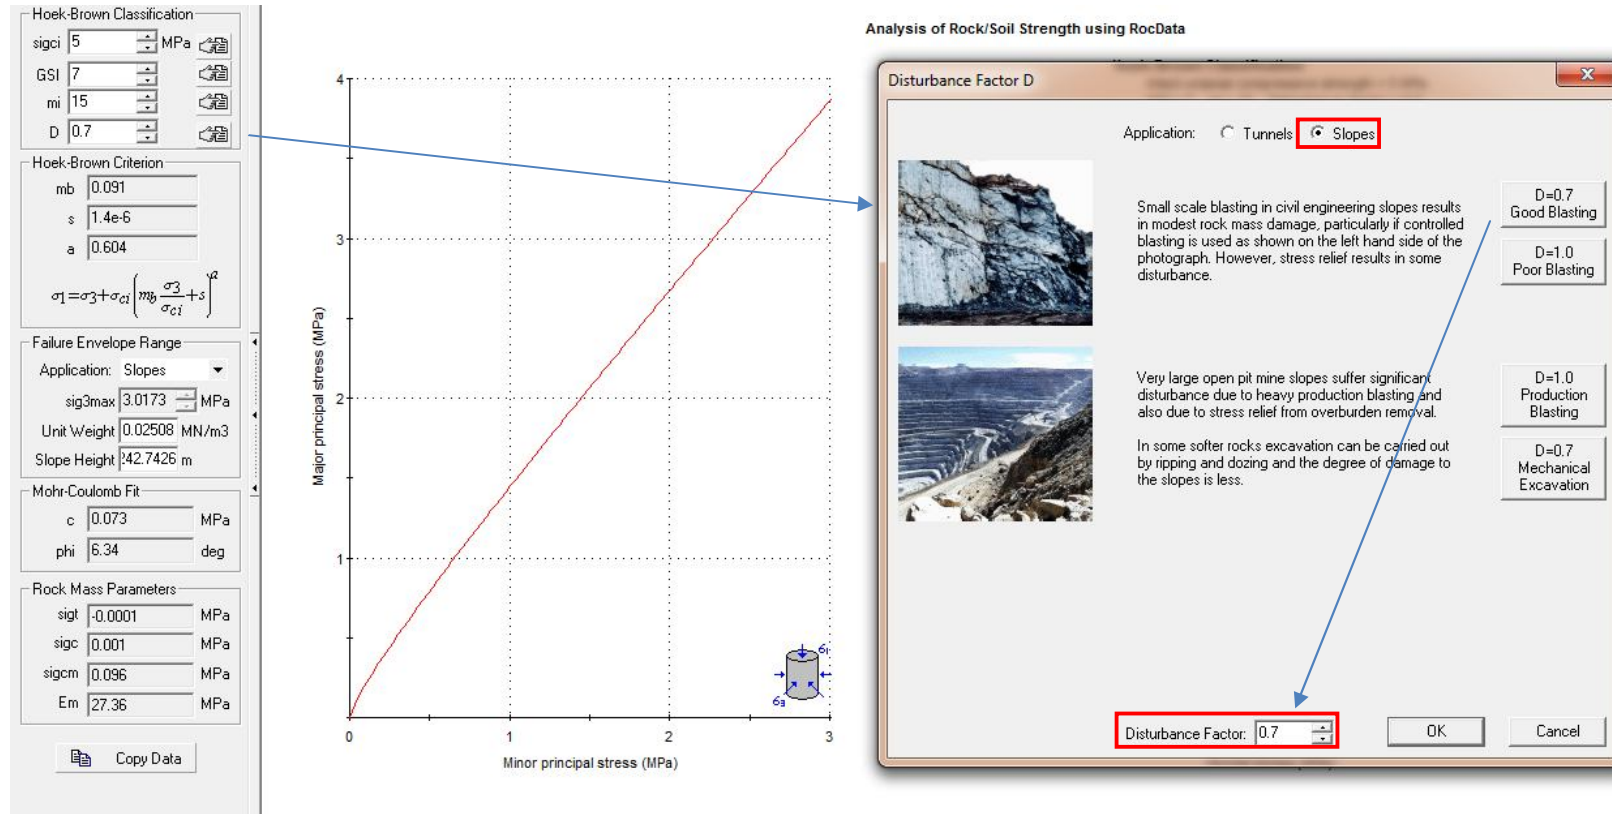 Hoek-Brown Classification
sigci 5 MPa
GSI 7
mi 15
D 0.7
Hoek-Brown Criterion
mb 0.091
s 1.4e-6
a 0.604
σ1=σ3+σci(mb σ3/σci+s)^a
Failure Envelope Range
Application: Slopes
sig3max 3.0173 MPa
Unit Weight 0.02508 MN/m3
Slope Height 242.7426 m
Mohr-Coulomb Fit
c 0.073 MPa
phi 6.34 deg
Rock Mass Parameters
sigt -0.0001 MPa
sigc 0.001 MPa
sigcm 0.096 MPa
Em 27.36 MPa
Copy Data
Analysis of Rock/Soil Strength using RocData
Major principal stress (MPa)
4
3
2
1
0 1 2 3
Minor principal stress (MPa)
σ1
σ3
Disturbance Factor D
x
Application: Tunnels Slopes
Small scale blasting in civil engineering slopes results
in modest rock mass damage, particularly if controlled
blasting is used as shown on the left hand side of the
photograph. However, stress relief results in some
disturbance.
D=0.7
Good Blasting
D=1.0
Poor Blasting
Very large open pit mine slopes suffer significant
disturbance due to heavy production blasting and
also due to stress relief from overburden removal.
In some softer rocks excavation can be carried out
by ripping and dozing and the degree of damage to
the slopes is less.
D=1.0
Production
Blasting
D=0.7
Mechanical
Excavation
Disturbance Factor: 0.7
OK
Cancel